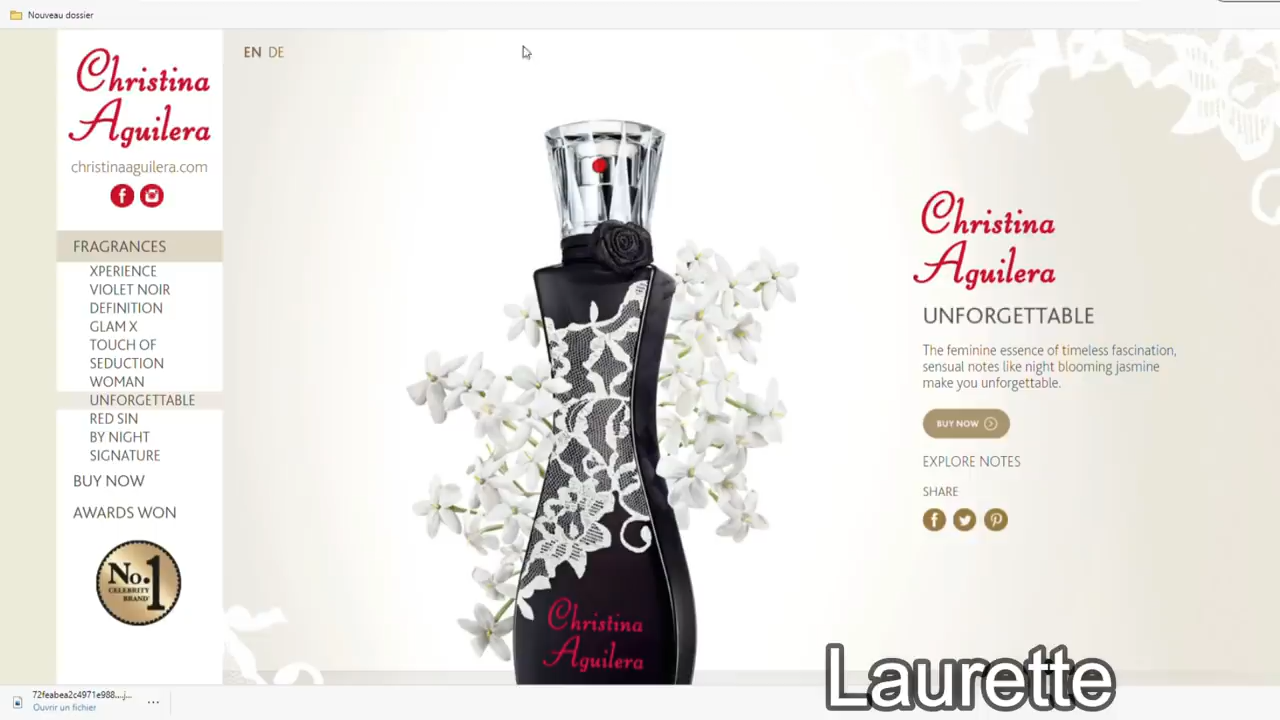 Nouveau dossier
Christina
Aguilera
christinaaguilera.com
FRAGRANCES
XPERIENCE
VIOLET NOIR
DEFINITION
GLAM X
TOUCH OF
SEDUCTION
WOMAN
UNFORGETTABLE
RED SIN
BY NIGHT
SIGNATURE
BUY NOW
AWARDS WON
No.1
CELEBRITY
BRAND
EN DE
Christina
Aguilera
Christina
Aguilera
UNFORGETTABLE
The feminine essence of timeless fascination,
sensual notes like night blooming jasmine
make you unforgettable.
BUY NOW
EXPLORE NOTES
SHARE
72feabea2c4971e988....j...
Ouvrir un fichier
Laurette